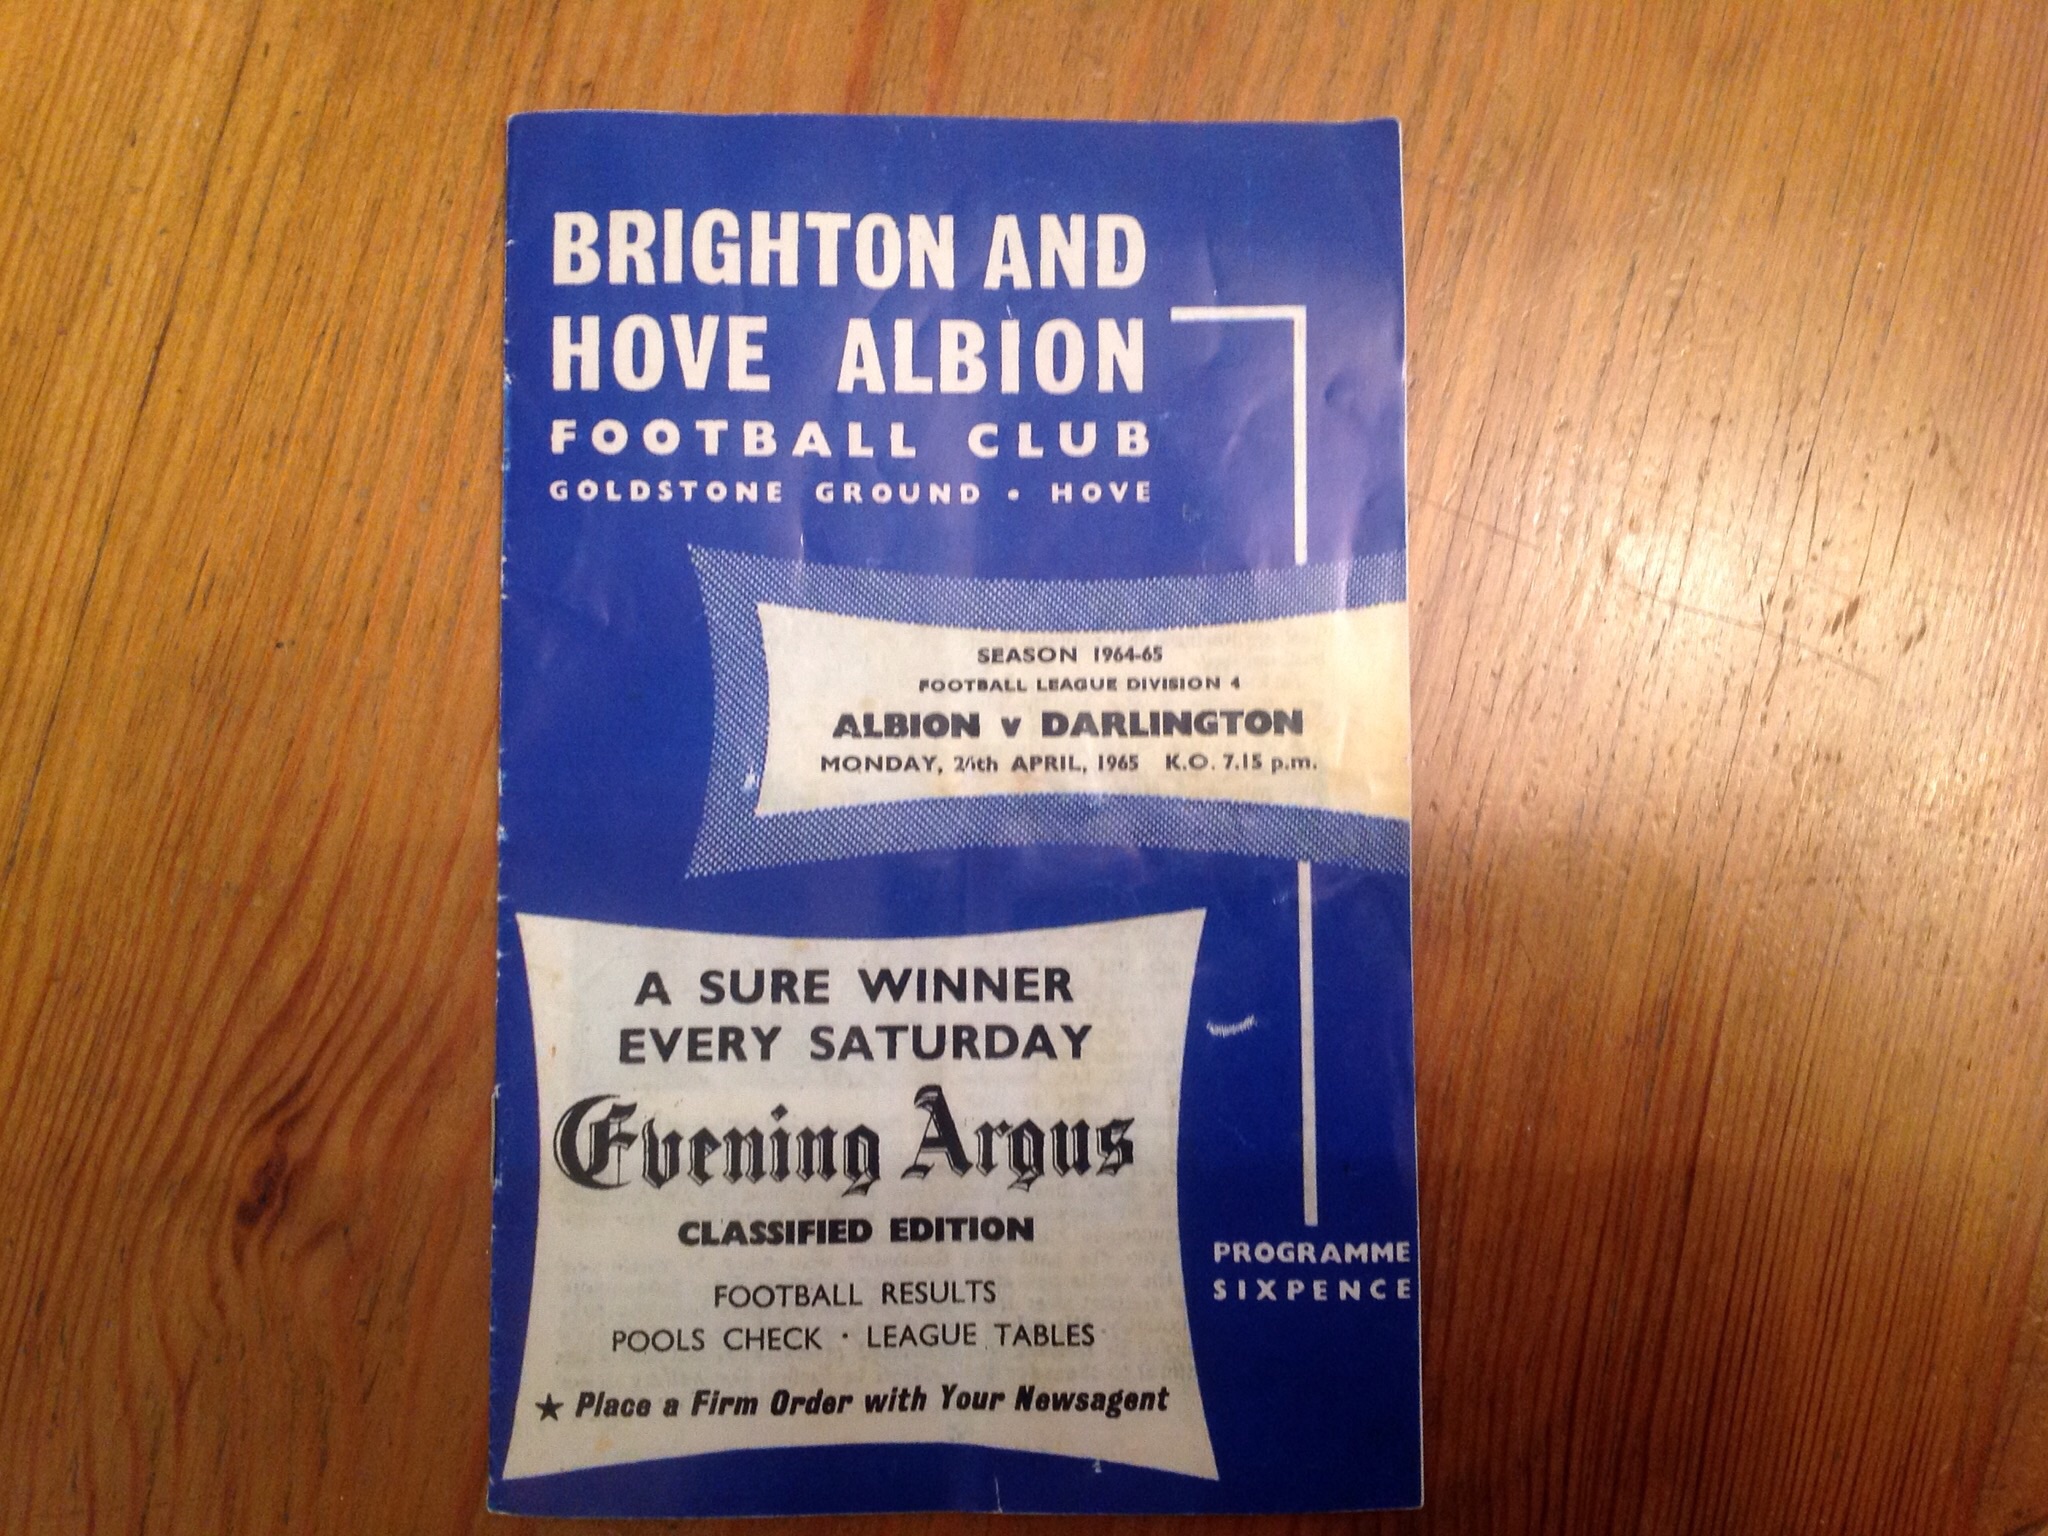 BRIGHTON AND
HOVE ALBION
FOOTBALL CLUB
GOLDSTONE GROUND • HOVE
SEASON 1964-65
FOOTBALL LEAGUE DIVISION 4
ALBION v DARLINGTON
MONDAY, 26th APRIL, 1965 K.O. 7.15 p.m.
A SURE WINNER
EVERY SATURDAY
Evening Argus
CLASSIFIED EDITION
FOOTBALL RESULTS
POOLS CHECK · LEAGUE TABLES
★ Place a Firm Order with Your Newsagent
PROGRAMME
SIXPENCE